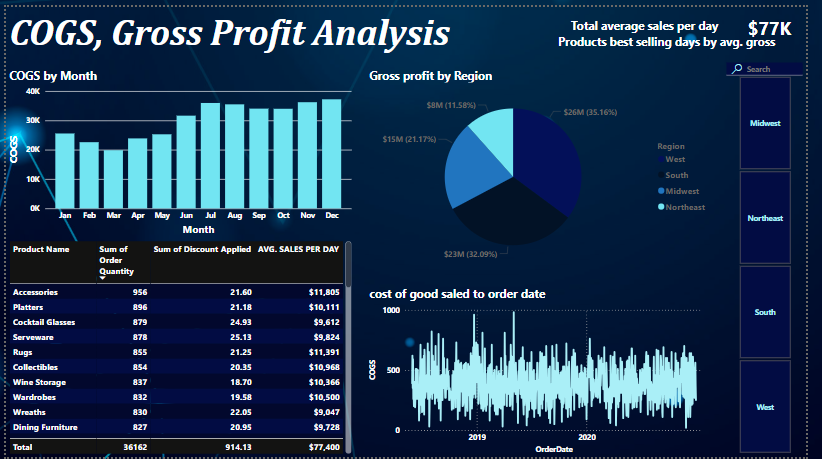 COGS, Gross Profit Analysis
Total average sales per day $77K
Products best selling days by avg. gross
COGS by Month
40K
30K
20K
10K
0K
COGS
Jan Feb Mar Apr May Jun Jul Aug Sep Oct Nov Dec
Month
Gross profit by Region
$8M (11.58%)
$26M (35.16%)
$15M (21.17%)
$23M (32.09%)
Region
West
South
Midwest
Northeast
Search
Midwest
Northeast
South
West
Product Name Sum of Order Quantity Sum of Discount Applied AVG. SALES PER DAY
Accessories 956 21.60 $11,805
Platters 896 21.18 $10,111
Cocktail Glasses 879 24.93 $9,612
Serveware 878 25.13 $9,824
Rugs 855 21.25 $11,391
Collectibles 854 20.35 $10,968
Wine Storage 837 18.70 $10,366
Wardrobes 832 19.58 $10,500
Wreaths 830 22.05 $9,047
Dining Furniture 827 20.95 $9,728
Total 36162 914.13 $77,400
cost of good saled to order date
1000
500
0
COGS
2019 2020
OrderDate